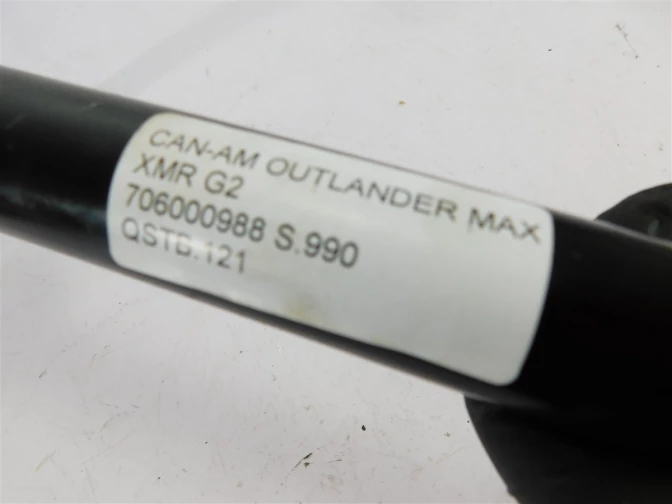 CAN-AM OUTLANDER MAX
XMR G2
706000988 S.990
QSTB.121